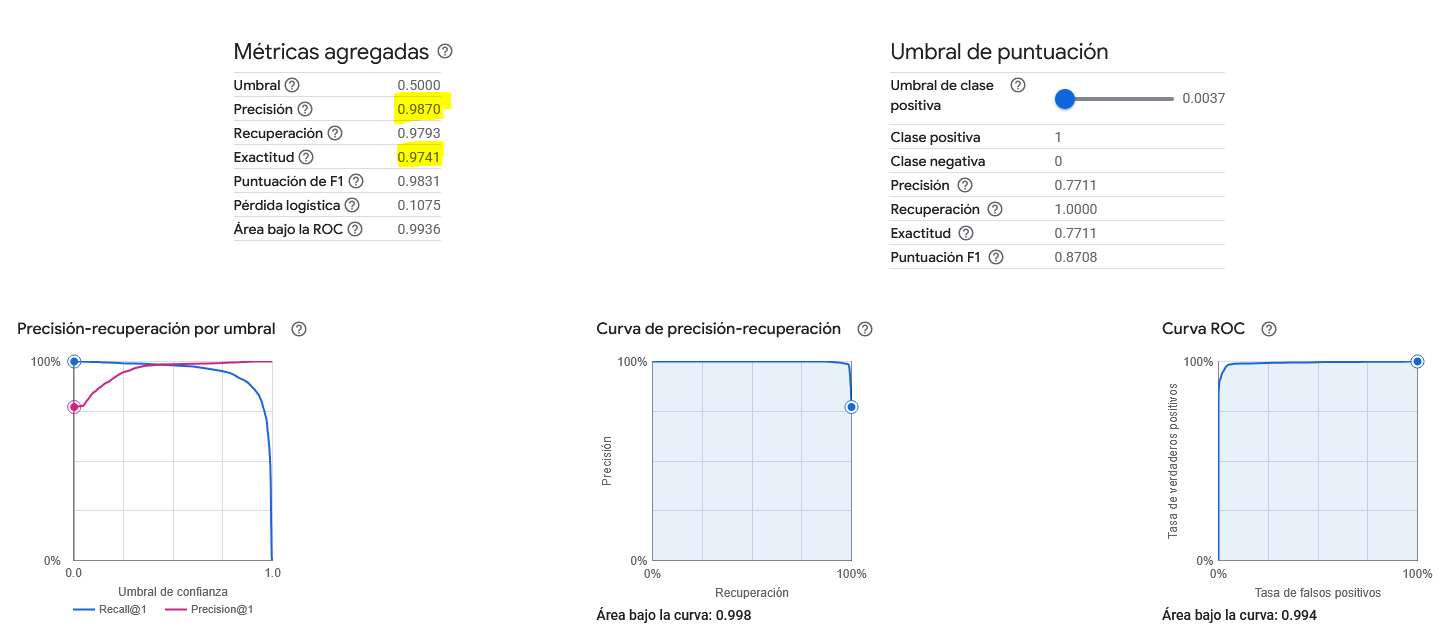 Métricas agregadas
Umbral 0.5000
Precisión 0.9870
Recuperación 0.9793
Exactitud 0.9741
Puntuación de F1 0.9831
Pérdida logística 0.1075
Área bajo la ROC 0.9936
Umbral de puntuación
Umbral de clase
positiva
0.0037
Clase positiva 1
Clase negativa 0
Precisión 0.7711
Recuperación 1.0000
Exactitud 0.7711
Puntuación F1 0.8708
Precisión-recuperación por umbral
100%
0%
0.0 1.0
Umbral de confianza
Recall@1 Precision@1
Curva de precisión-recuperación
100%
Precisión
0%
0% 100%
Recuperación
Área bajo la curva: 0.998
Curva ROC
100%
Tasa de verdaderos positivos
0%
0% 100%
Tasa de falsos positivos
Área bajo la curva: 0.994